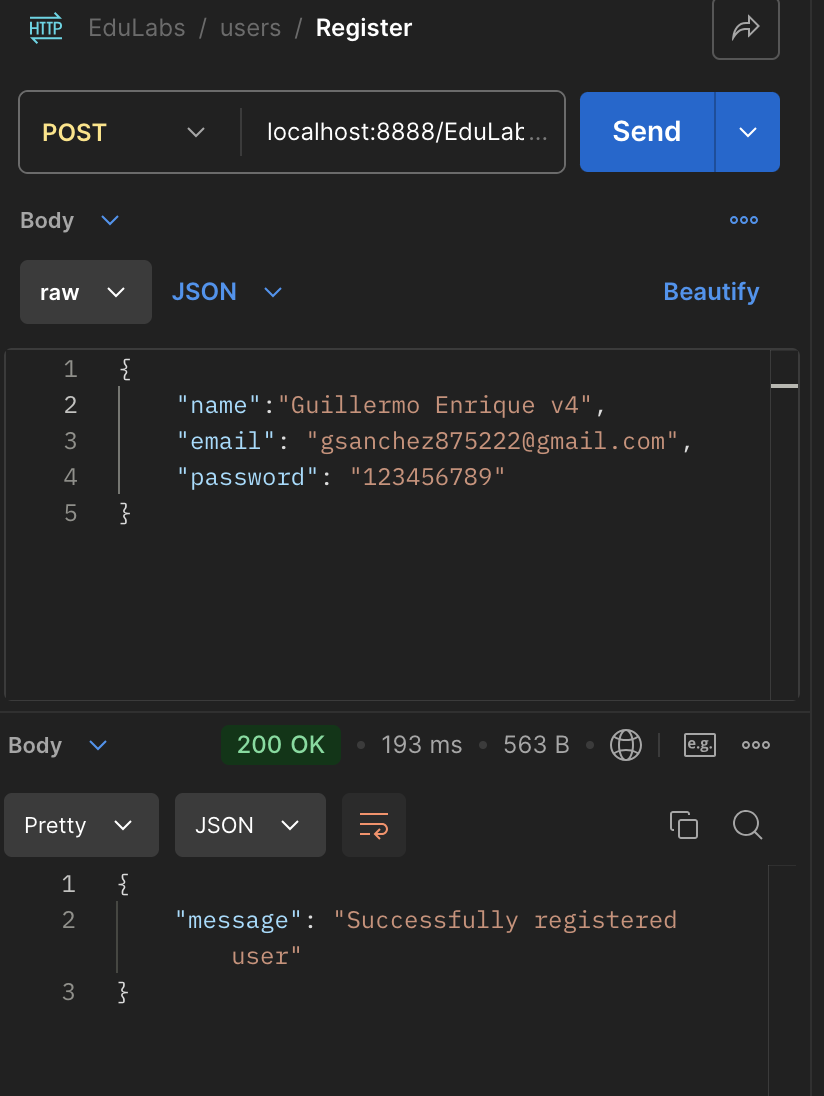 HTTP EduLabs / users / Register
POST localhost:8888/EduLab... Send
Body
raw JSON Beautify
1 {
2 "name":"Guillermo Enrique v4",
3 "email": "gsanchez875222@gmail.com",
4 "password": "123456789"
5 }
Body 200 OK • 193 ms • 563 B • e.g.
Pretty JSON
1 {
2 "message": "Successfully registered
user"
3 }